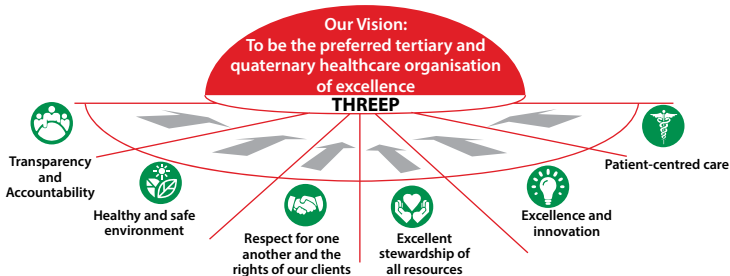 Our Vision:
To be the preferred tertiary and
quaternary healthcare organisation
of excellence
THREEP
Transparency
and
Accountability
Healthy and safe
environment
Respect for one
another and the
rights of our clients
Excellent
stewardship of
all resources
Excellence and
innovation
Patient-centred care